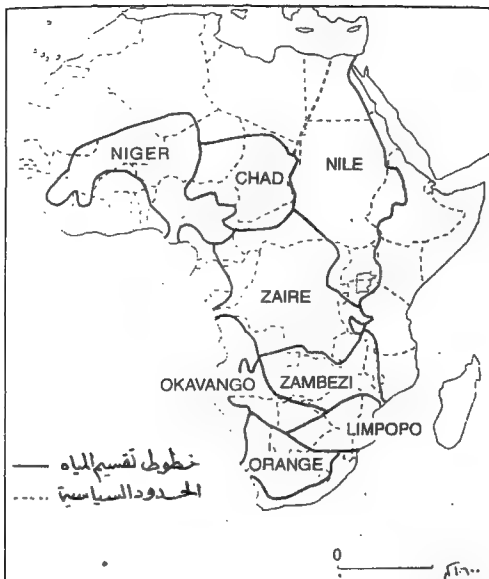 NIGER
CHAD
NILE
ZAIRE
OKAVANGO
ZAMBEZI
LIMPOPO
ORANGE
خطوط تقسيم المياه
الحدود السياسية
0